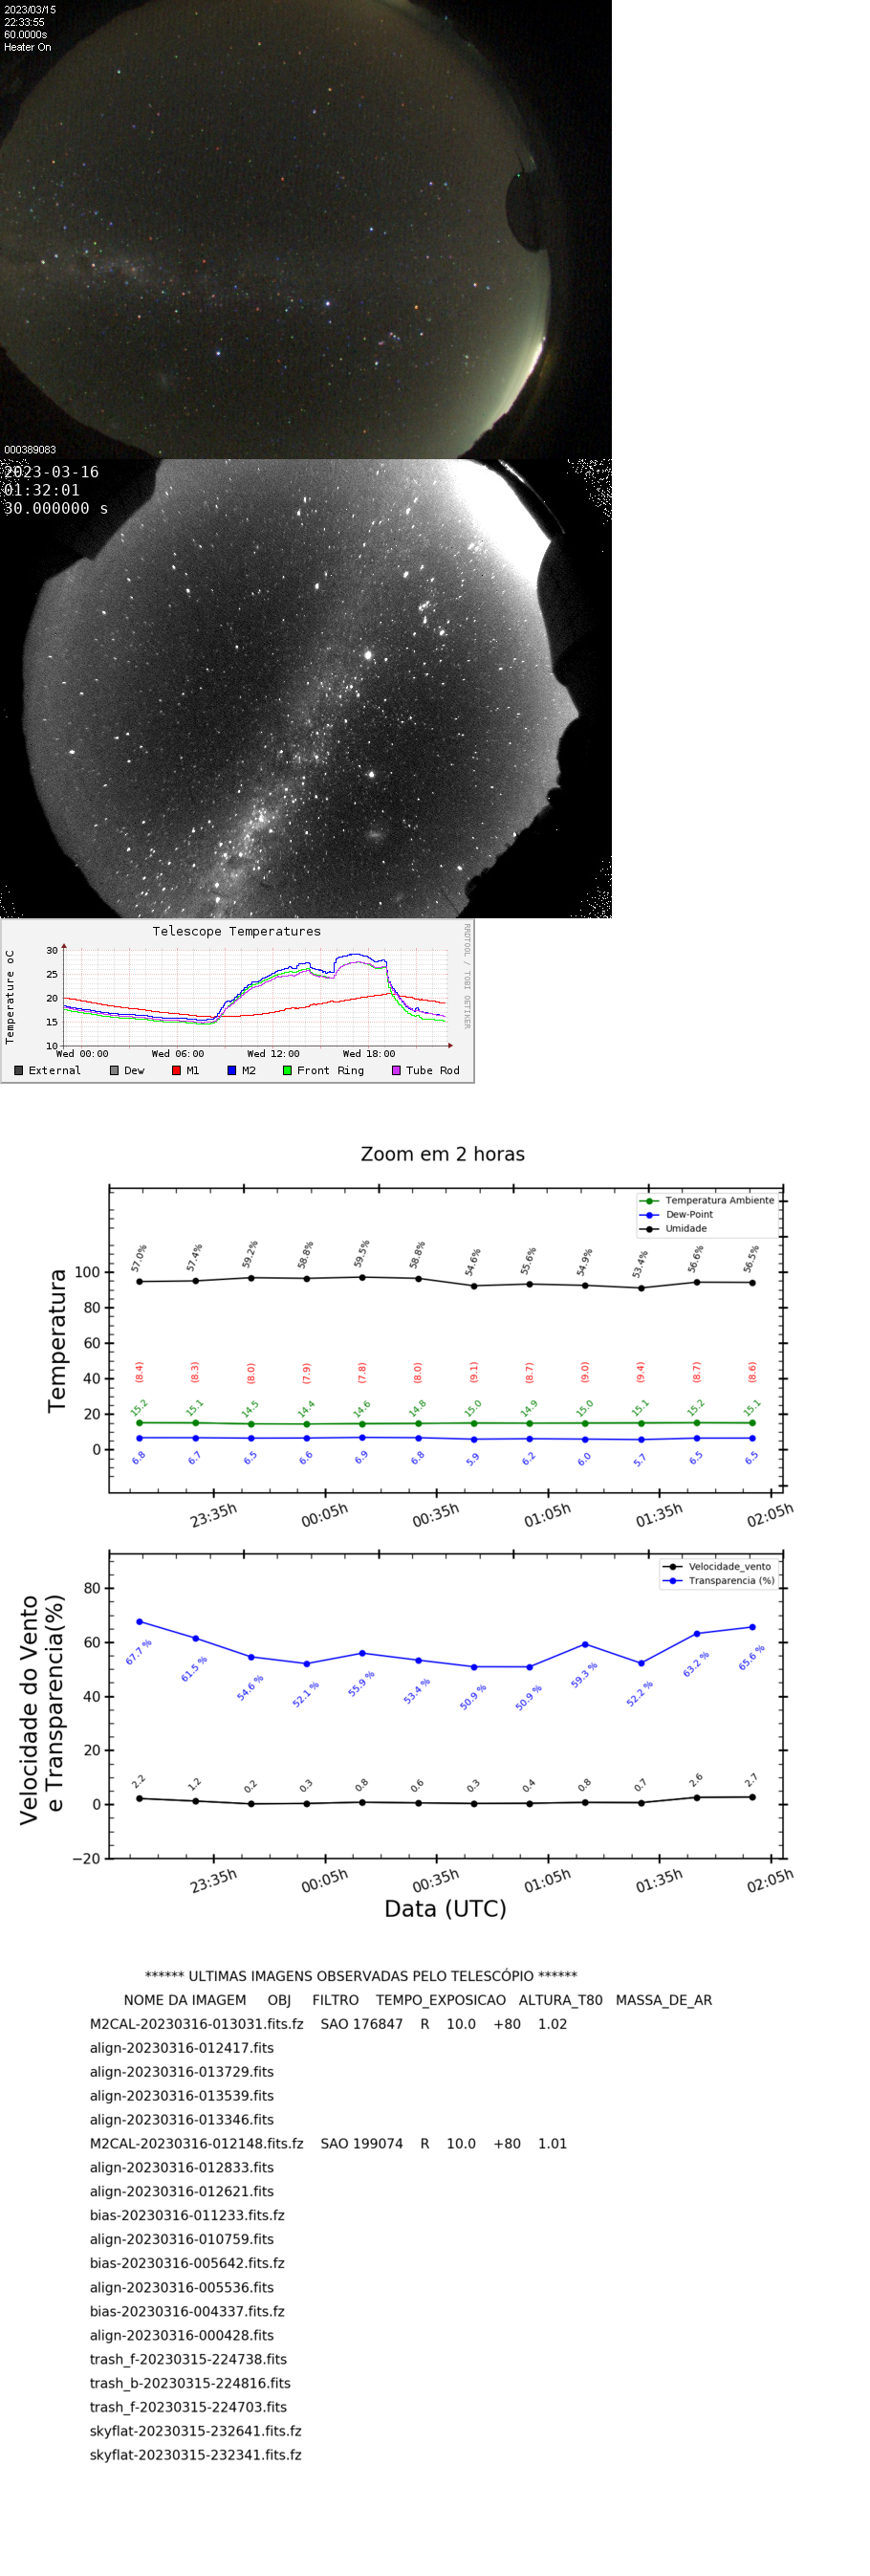 2023/03/15
22:33:55
60.0000s
Heater On
000389083
2023-03-16
01:32:01
30.000000 s
Telescope Temperatures
RRDTOOL / TOBI OETIKER
Temperature oC
30
25
20
15
10
Wed 00:00 Wed 06:00 Wed 12:00 Wed 18:00
External Dew M1 M2 Front Ring Tube Rod
Zoom em 2 horas
Temperatura Ambiente
Dew-Point
Umidade
Temperatura
57.0% 57.4% 59.2% 58.8% 59.5% 58.8% 54.6% 55.6% 54.9% 53.4% 56.6% 56.5%
100
80
60
40
20
0
(8.4) (8.3) (8.0) (7.9) (7.8) (8.0) (9.1) (8.7) (9.0) (9.4) (8.7) (8.6)
15.2 15.1 14.5 14.4 14.6 14.8 15.0 14.9 15.0 15.1 15.2 15.1
6.8 6.7 6.5 6.6 6.9 6.8 5.9 6.2 6.0 5.7 6.5 6.5
23:35h 00:05h 00:35h 01:05h 01:35h 02:05h
Velocidade_vento
Transparencia (%)
Velocidade do Vento
e Transparencia(%)
80
60
40
20
0
−20
67.7 % 61.5 % 54.6 % 52.1 % 55.9 % 53.4 % 50.9 % 50.9 % 59.3 % 52.2 % 63.2 % 65.6 %
2.2 1.2 0.2 0.3 0.8 0.6 0.3 0.4 0.8 0.7 2.6 2.7
23:35h 00:05h 00:35h 01:05h 01:35h 02:05h
Data (UTC)
****** ULTIMAS IMAGENS OBSERVADAS PELO TELESCÓPIO ******
NOME DA IMAGEM OBJ FILTRO TEMPO_EXPOSICAO ALTURA_T80 MASSA_DE_AR
M2CAL-20230316-013031.fits.fz SAO 176847 R 10.0 +80 1.02
align-20230316-012417.fits
align-20230316-013729.fits
align-20230316-013539.fits
align-20230316-013346.fits
M2CAL-20230316-012148.fits.fz SAO 199074 R 10.0 +80 1.01
align-20230316-012833.fits
align-20230316-012621.fits
bias-20230316-011233.fits.fz
align-20230316-010759.fits
bias-20230316-005642.fits.fz
align-20230316-005536.fits
bias-20230316-004337.fits.fz
align-20230316-000428.fits
trash_f-20230315-224738.fits
trash_b-20230315-224816.fits
trash_f-20230315-224703.fits
skyflat-20230315-232641.fits.fz
skyflat-20230315-232341.fits.fz